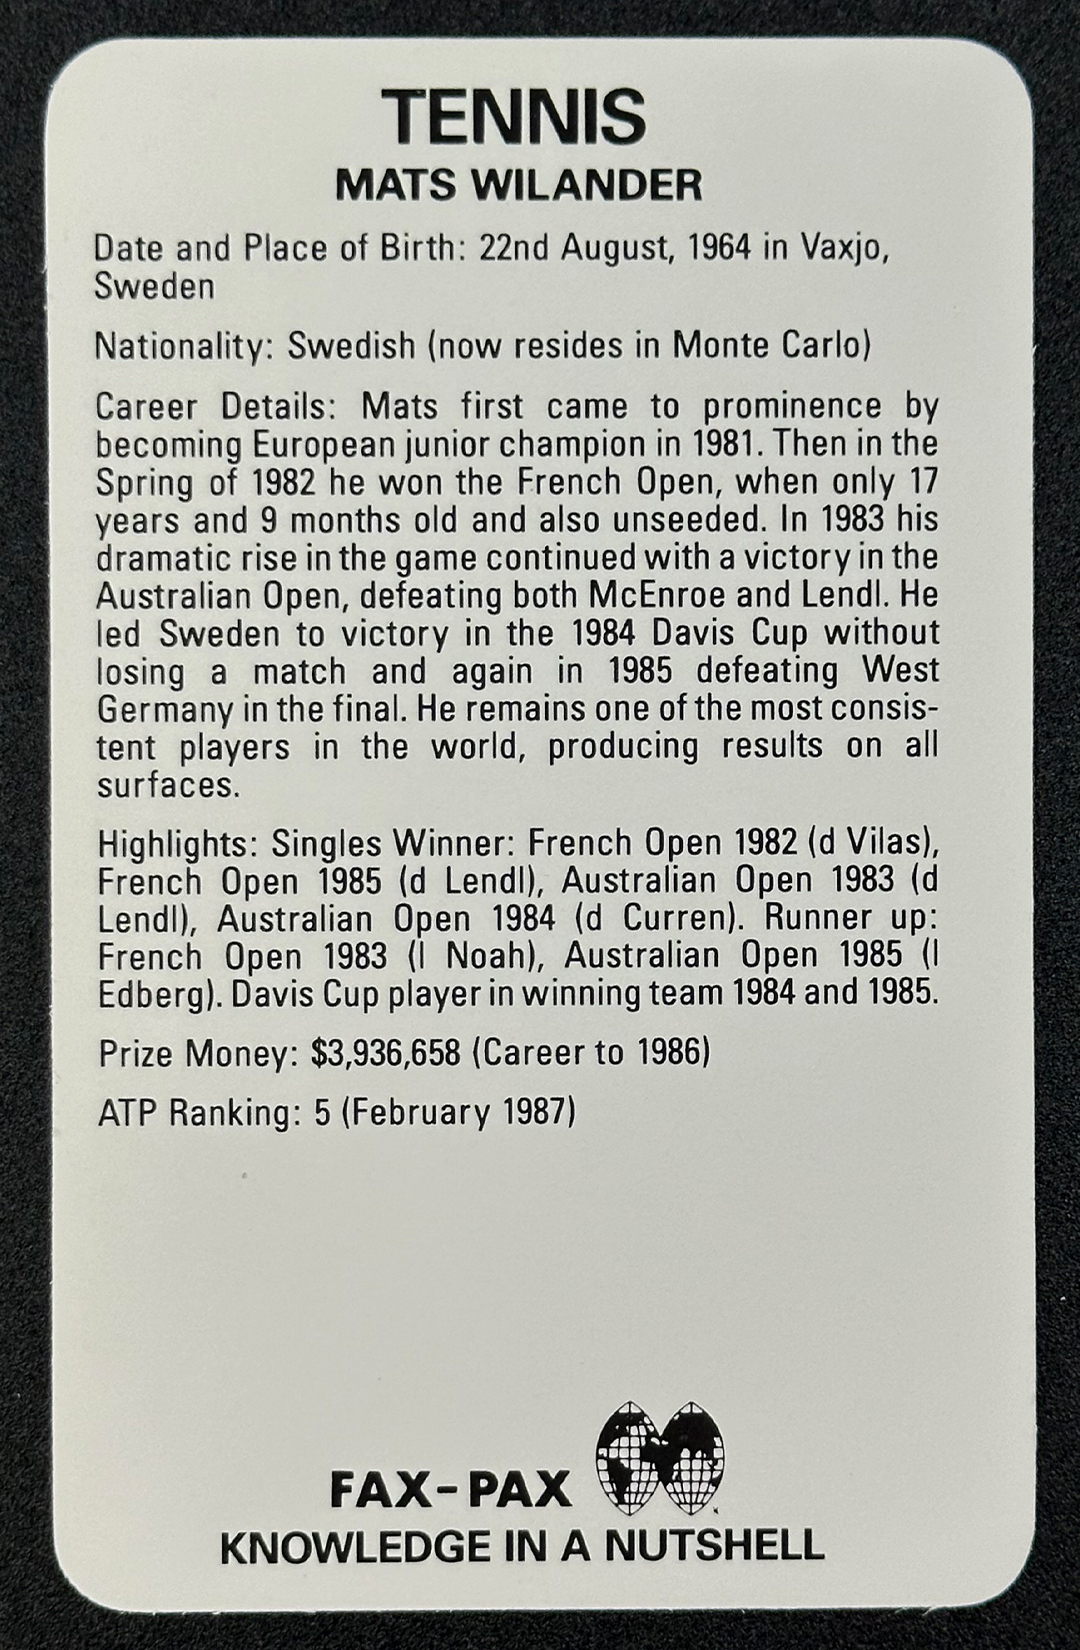 TENNIS
MATS WILANDER
Date and Place of Birth: 22nd August, 1964 in Vaxjo,
Sweden
Nationality: Swedish (now resides in Monte Carlo)
Career Details: Mats first came to prominence by
becoming European junior champion in 1981. Then in the
Spring of 1982 he won the French Open, when only 17
years and 9 months old and also unseeded. In 1983 his
dramatic rise in the game continued with a victory in the
Australian Open, defeating both McEnroe and Lendl. He
led Sweden to victory in the 1984 Davis Cup without
losing a match and again in 1985 defeating West
Germany in the final. He remains one of the most consis-
tent players in the world, producing results on all
surfaces.
Highlights: Singles Winner: French Open 1982 (d Vilas),
French Open 1985 (d Lendl), Australian Open 1983 (d
Lendl), Australian Open 1984 (d Curren). Runner up:
French Open 1983 (l Noah), Australian Open 1985 (l
Edberg). Davis Cup player in winning team 1984 and 1985.
Prize Money: $3,936,658 (Career to 1986)
ATP Ranking: 5 (February 1987)
FAX-PAX
KNOWLEDGE IN A NUTSHELL